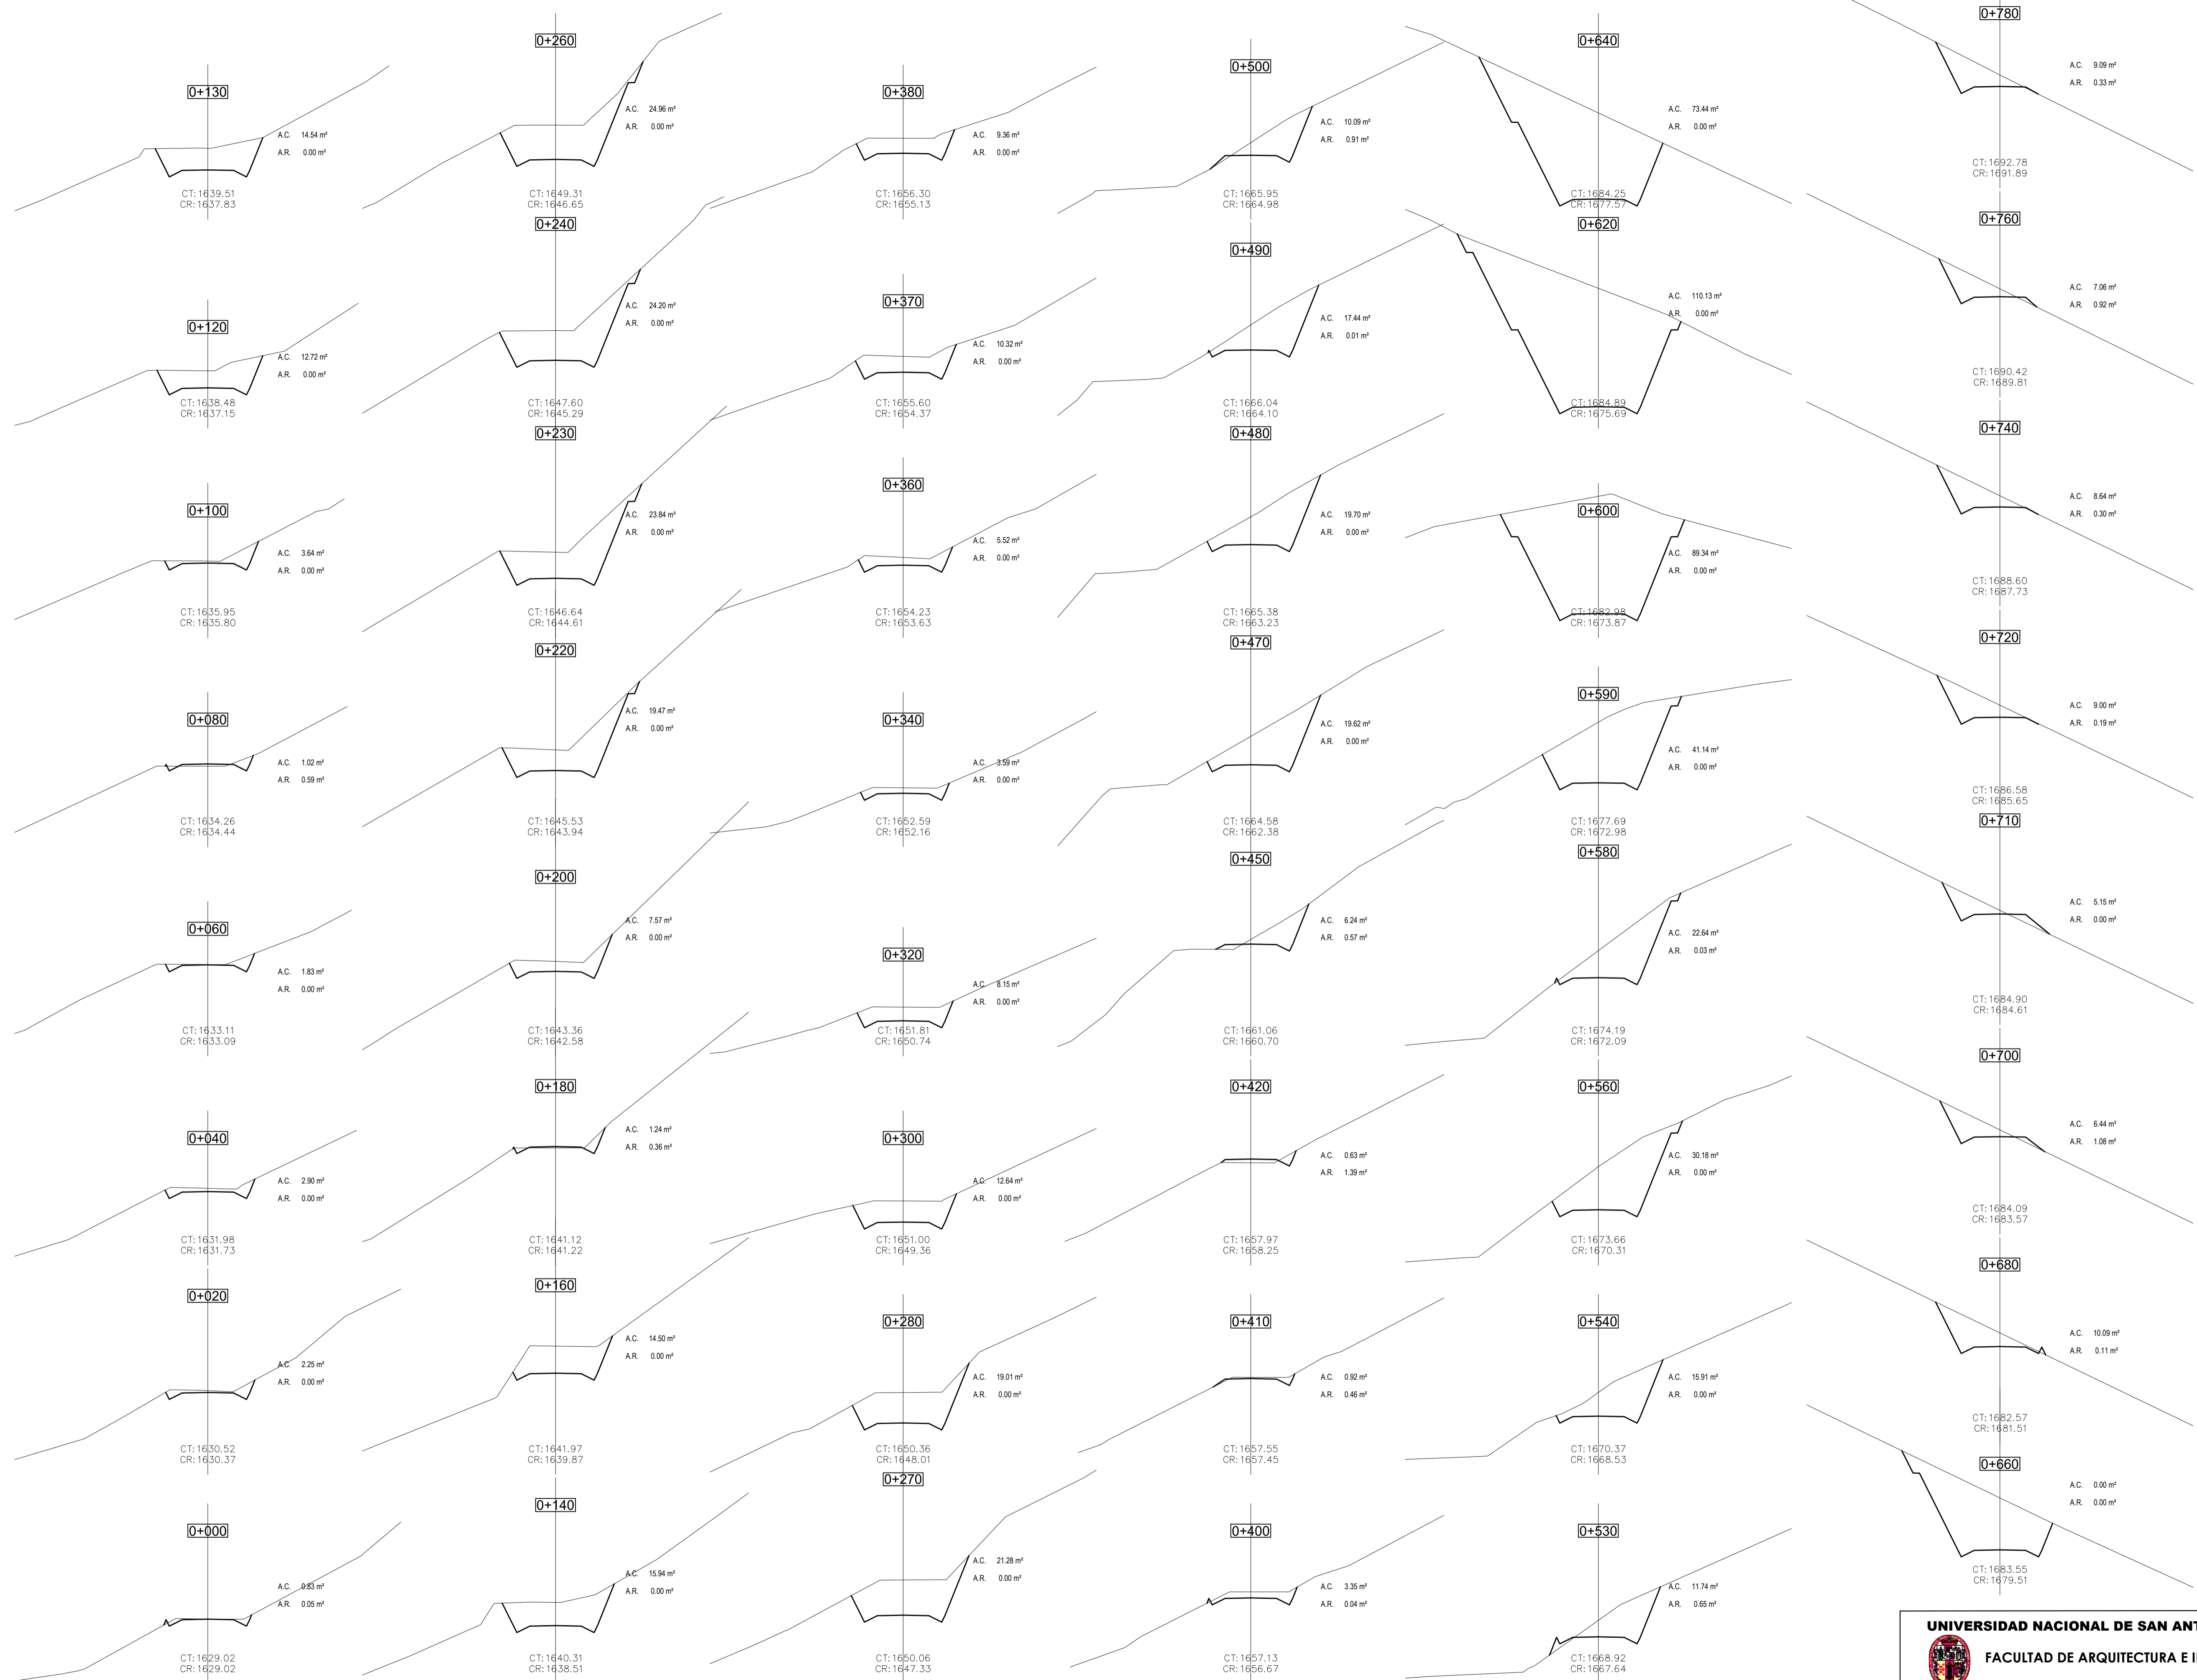 0+130
A.C. 14.54 m²
A.R. 0.00 m²
CT:1639.51
CR:1637.83
0+120
A.C. 12.72 m²
A.R. 0.00 m²
CT:1638.48
CR:1637.15
0+100
A.C. 3.64 m²
A.R. 0.00 m²
CT:1635.95
CR:1635.80
0+080
A.C. 1.02 m²
A.R. 0.59 m²
CT:1634.26
CR:1634.44
0+060
A.C. 1.83 m²
A.R. 0.00 m²
CT:1633.11
CR:1633.09
0+040
A.C. 2.90 m²
A.R. 0.00 m²
CT:1631.98
CR:1631.73
0+020
A.C. 2.25 m²
A.R. 0.00 m²
CT:1630.52
CR:1630.37
0+000
A.C. 0.83 m²
A.R. 0.05 m²
CT:1629.02
CR:1629.02
0+260
A.C. 24.96 m²
A.R. 0.00 m²
CT:1649.31
CR:1646.65
0+240
A.C. 24.20 m²
A.R. 0.00 m²
CT:1647.60
CR:1645.29
0+230
A.C. 23.84 m²
A.R. 0.00 m²
CT:1646.64
CR:1644.61
0+220
A.C. 19.47 m²
A.R. 0.00 m²
CT:1645.53
CR:1643.94
0+200
A.C. 7.57 m²
A.R. 0.00 m²
CT:1643.36
CR:1642.58
0+180
A.C. 1.24 m²
A.R. 0.36 m²
CT:1641.12
CR:1641.22
0+160
A.C. 14.50 m²
A.R. 0.00 m²
CT:1641.97
CR:1639.87
0+140
A.C. 15.94 m²
A.R. 0.00 m²
CT:1640.31
CR:1638.51
0+380
A.C. 9.36 m²
A.R. 0.00 m²
CT:1656.30
CR:1655.13
0+370
A.C. 10.32 m²
A.R. 0.00 m²
CT:1655.60
CR:1654.37
0+360
A.C. 5.52 m²
A.R. 0.00 m²
CT:1654.23
CR:1653.63
0+340
A.C. 3.59 m²
A.R. 0.00 m²
CT:1652.59
CR:1652.16
0+320
A.C. 8.15 m²
A.R. 0.00 m²
CT:1651.81
CR:1650.74
0+300
A.C. 12.64 m²
A.R. 0.00 m²
CT:1651.00
CR:1649.36
0+280
A.C. 19.01 m²
A.R. 0.00 m²
CT:1650.36
CR:1648.01
0+270
A.C. 21.28 m²
A.R. 0.00 m²
CT:1650.06
CR:1647.33
0+500
A.C. 10.09 m²
A.R. 0.91 m²
CT:1665.95
CR:1664.98
0+490
A.C. 17.44 m²
A.R. 0.01 m²
CT:1666.04
CR:1664.10
0+480
A.C. 19.70 m²
A.R. 0.00 m²
CT:1665.38
CR:1663.23
0+470
A.C. 19.62 m²
A.R. 0.00 m²
CT:1664.58
CR:1662.38
0+450
A.C. 6.24 m²
A.R. 0.57 m²
CT:1661.06
CR:1660.70
0+420
A.C. 0.63 m²
A.R. 1.39 m²
CT:1657.97
CR:1658.25
0+410
A.C. 0.92 m²
A.R. 0.46 m²
CT:1657.55
CR:1657.45
0+400
A.C. 3.35 m²
A.R. 0.04 m²
CT:1657.13
CR:1656.67
0+640
A.C. 73.44 m²
A.R. 0.00 m²
CT:1684.25
CR:1677.57
0+620
A.C. 110.13 m²
A.R. 0.00 m²
CT:1684.89
CR:1675.69
0+600
A.C. 89.34 m²
A.R. 0.00 m²
CT:1682.98
CR:1673.87
0+590
A.C. 41.14 m²
A.R. 0.00 m²
CT:1677.69
CR:1672.98
0+580
A.C. 22.64 m²
A.R. 0.03 m²
CT:1674.19
CR:1672.09
0+560
A.C. 30.18 m²
A.R. 0.00 m²
CT:1673.66
CR:1670.31
0+540
A.C. 15.91 m²
A.R. 0.00 m²
CT:1670.37
CR:1668.53
0+530
A.C. 11.74 m²
A.R. 0.65 m²
CT:1668.92
CR:1667.64
0+780
A.C. 9.09 m²
A.R. 0.33 m²
CT:1692.78
CR:1691.89
0+760
A.C. 7.06 m²
A.R. 0.92 m²
CT:1690.42
CR:1689.81
0+740
A.C. 8.64 m²
A.R. 0.30 m²
CT:1688.60
CR:1687.73
0+720
A.C. 9.00 m²
A.R. 0.19 m²
CT:1686.58
CR:1685.65
0+710
A.C. 5.15 m²
A.R. 0.00 m²
CT:1684.90
CR:1684.61
0+700
A.C. 6.44 m²
A.R. 1.08 m²
CT:1684.09
CR:1683.57
0+680
A.C. 10.09 m²
A.R. 0.11 m²
CT:1682.57
CR:1681.51
0+660
A.C. 0.00 m²
A.R. 0.00 m²
CT:1683.55
CR:1679.51
UNIVERSIDAD NACIONAL DE SAN ANT
FACULTAD DE ARQUITECTURA E I